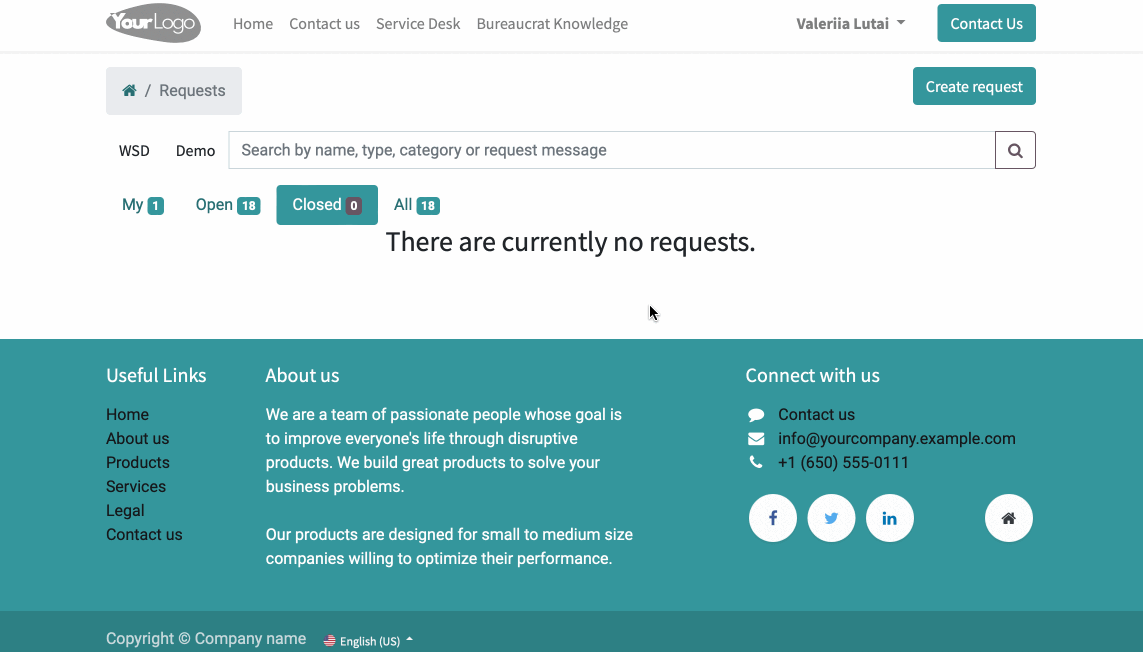 YourLogo Home Contact us Service Desk Bureaucrat Knowledge Valeriia Lutai Contact Us
/ Requests Create request
WSD Demo Search by name, type, category or request message
My 1 Open 18 Closed 0 All 18
There are currently no requests.
Useful Links
Home
About us
Products
Services
Legal
Contact us
About us
We are a team of passionate people whose goal is
to improve everyone's life through disruptive
products. We build great products to solve your
business problems.
Our products are designed for small to medium size
companies willing to optimize their performance.
Connect with us
Contact us
info@yourcompany.example.com
+1 (650) 555-0111
Copyright © Company name English (US)